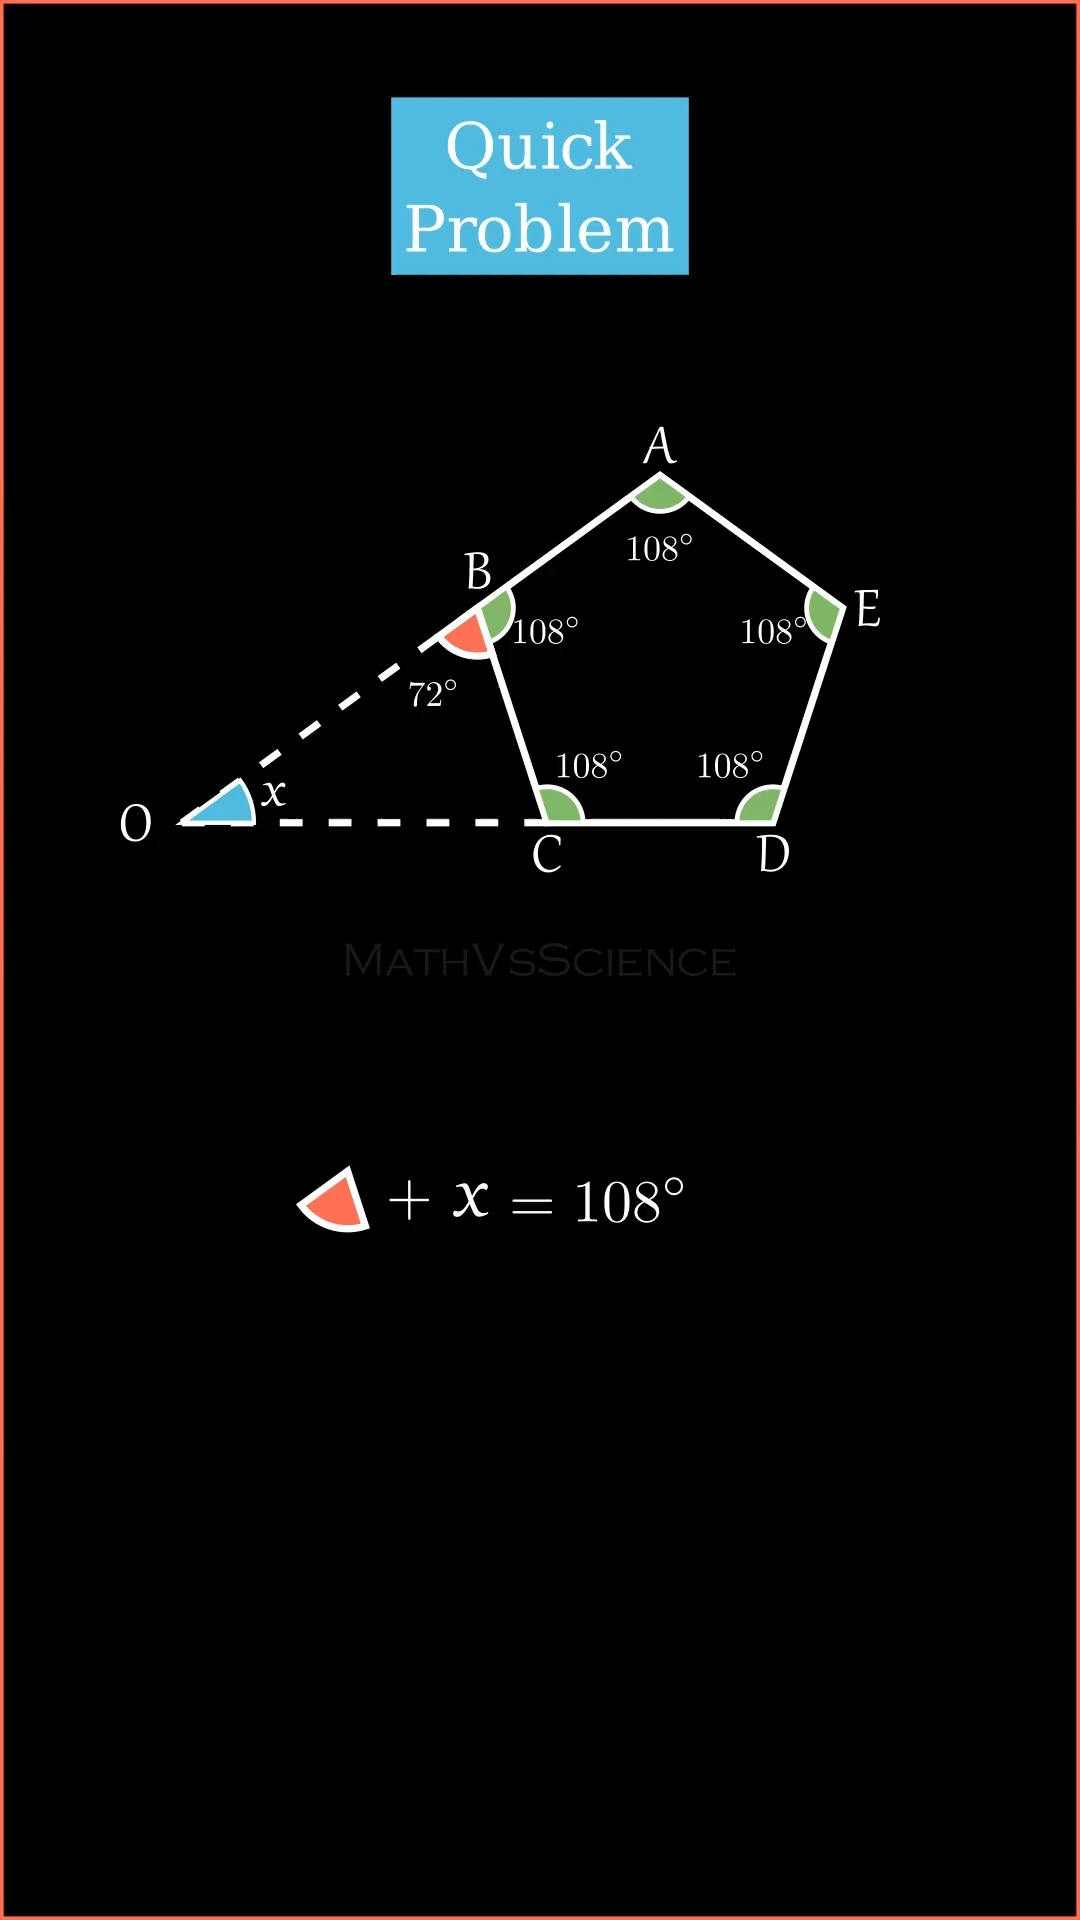 Quick
Problem
A
108°
B
E
108°
108°
72°
108°
108°
x
O
C
D
MATHVSSCIENCE
+ x = 108°